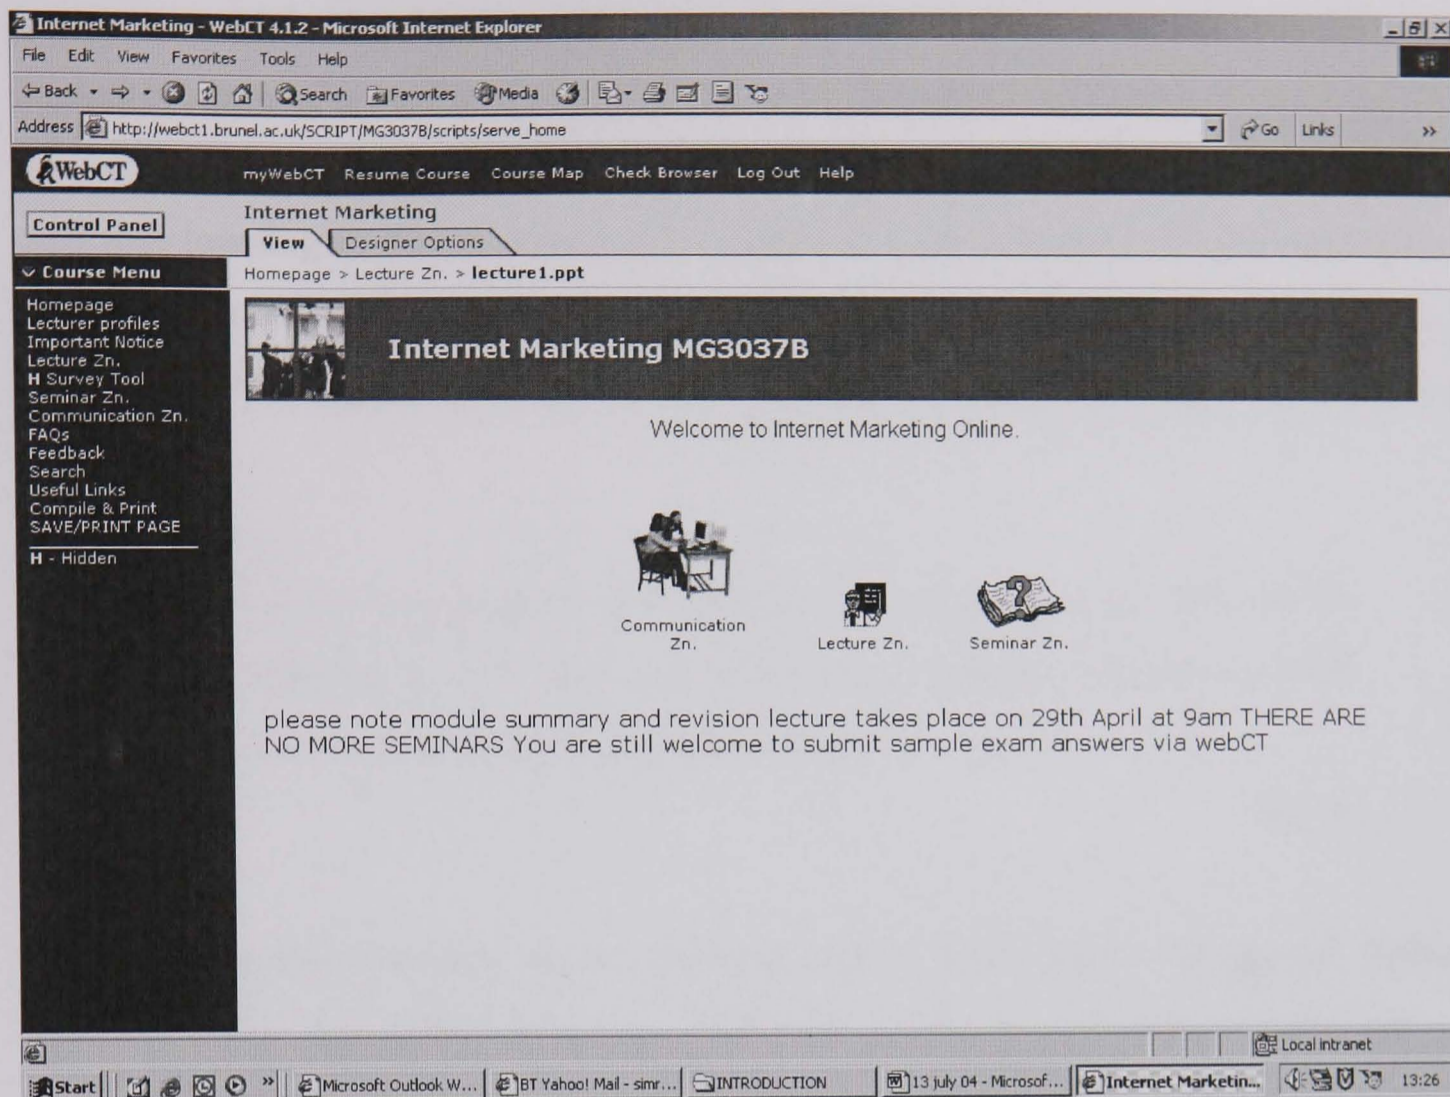 Internet Marketing - WebCT 4.1.2 - Microsoft Internet Explorer
File Edit View Favorites Tools Help
Back Search Favorites Media
Address http://webct1.brunel.ac.uk/SCRIPT/MG3037B/scripts/serve_home Go Links »
WebCT myWebCT Resume Course Course Map Check Browser Log Out Help
Control Panel
Internet Marketing
View Designer Options
Course Menu
Homepage > Lecture Zn. > lecture1.ppt
Homepage
Lecturer profiles
Important Notice
Lecture Zn.
H Survey Tool
Seminar Zn.
Communication Zn.
FAQs
Feedback
Search
Useful Links
Compile & Print
SAVE/PRINT PAGE
H - Hidden
Internet Marketing MG3037B
Welcome to Internet Marketing Online.
Communication
Zn.
Lecture Zn.
Seminar Zn.
please note module summary and revision lecture takes place on 29th April at 9am THERE ARE
NO MORE SEMINARS You are still welcome to submit sample exam answers via webCT
Local intranet
Start » Microsoft Outlook W... BT Yahoo! Mail - simr... INTRODUCTION 13 july 04 - Microsof... Internet Marketin... 13:26